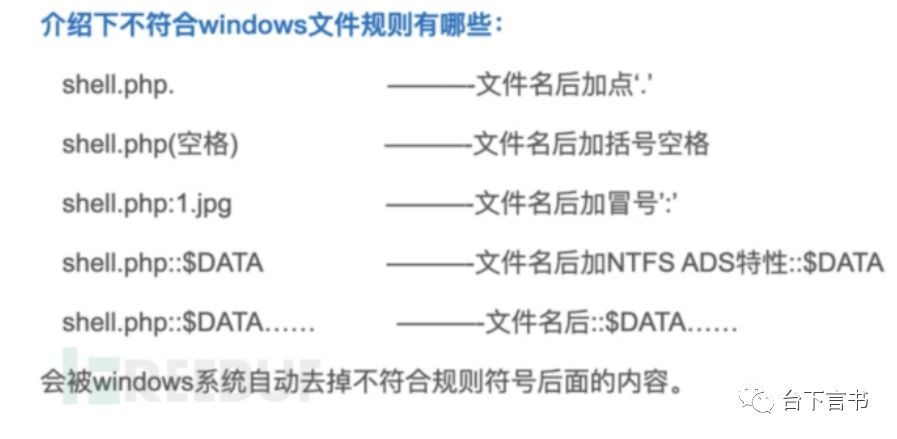 介绍下不符合windows文件规则有哪些：
shell.php. ————-文件名后加点‘.’
shell.php(空格) ————-文件名后加括号空格
shell.php:1.jpg ————-文件名后加冒号’:’
shell.php::$DATA ————-文件名后加NTFS ADS特性::$DATA
shell.php::$DATA…… ————-文件名后::$DATA……
会被windows系统自动去掉不符合规则符号后面的内容。
REEBUF
台下言书